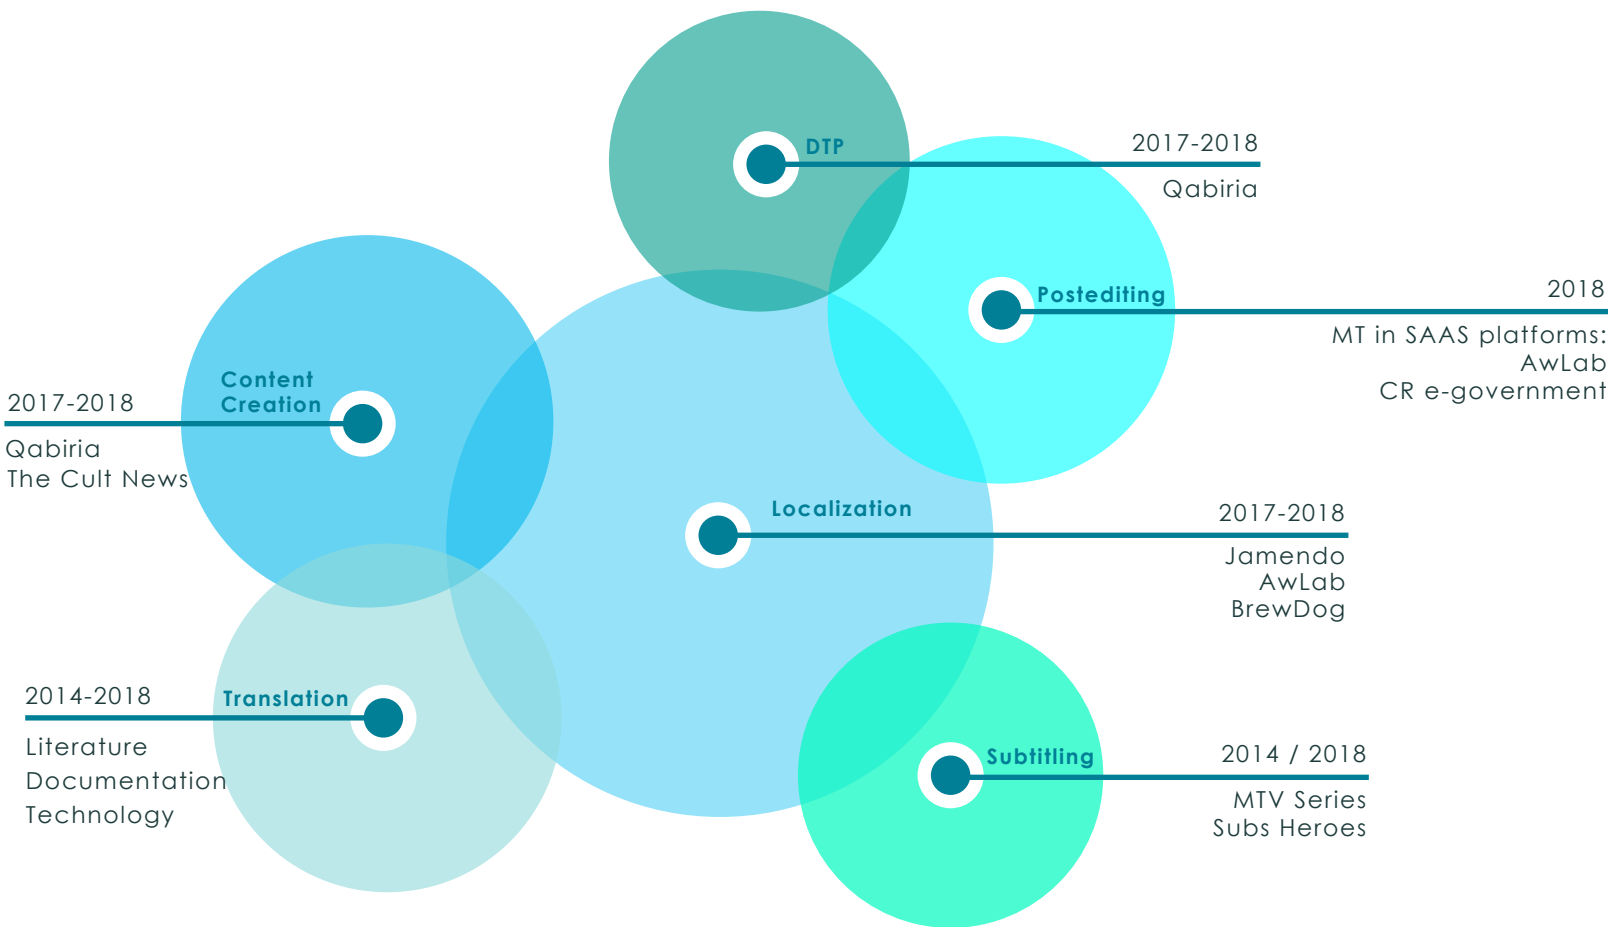 DTP
2017-2018
Qabiria
Postediting
2018
MT in SAAS platforms:
AwLab
CR e-government
Content
Creation
2017-2018
Qabiria
The Cult News
Localization
2017-2018
Jamendo
AwLab
BrewDog
2014-2018
Translation
Literature
Documentation
Technology
Subtitling
2014 / 2018
MTV Series
Subs Heroes